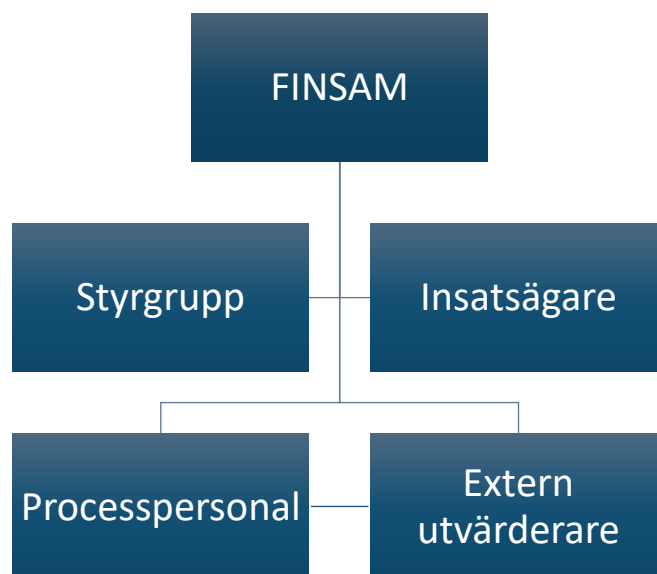 FINSAM
Styrgrupp
Insatsägare
Processpersonal
Extern
utvärderare